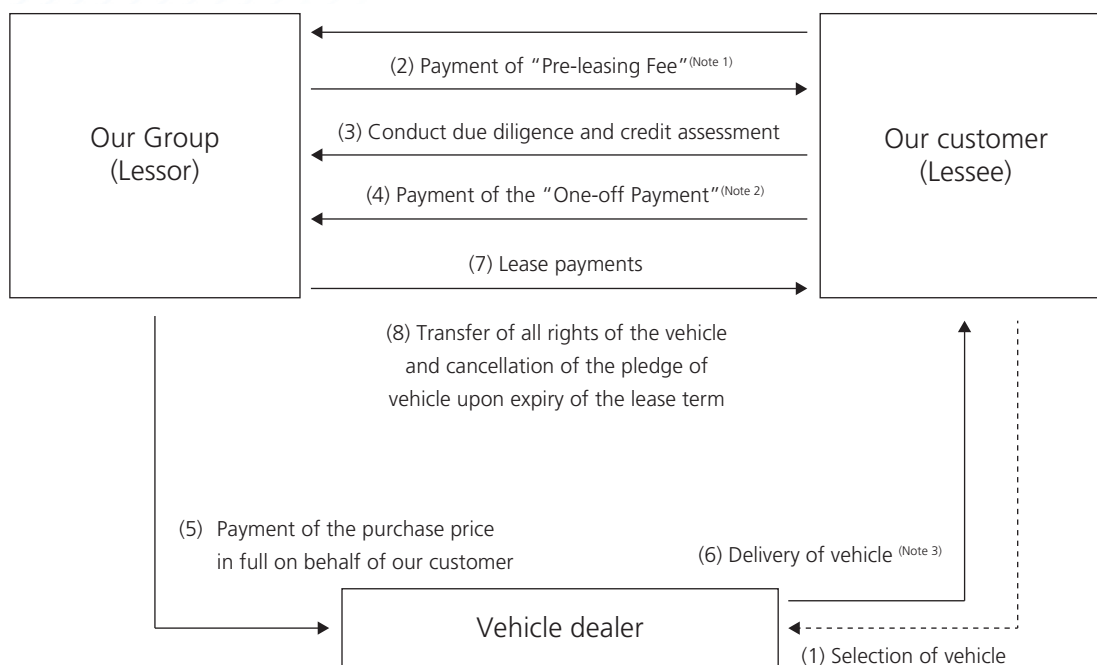 (2) Payment of “Pre-leasing Fee”(Note 1)
Our Group
(Lessor)
(3) Conduct due diligence and credit assessment
Our customer
(Lessee)
(4) Payment of the “One-off Payment”(Note 2)
(7) Lease payments
(8) Transfer of all rights of the vehicle
and cancellation of the pledge of
vehicle upon expiry of the lease term
(5) Payment of the purchase price
in full on behalf of our customer
(6) Delivery of vehicle (Note 3)
Vehicle dealer
(1) Selection of vehicle